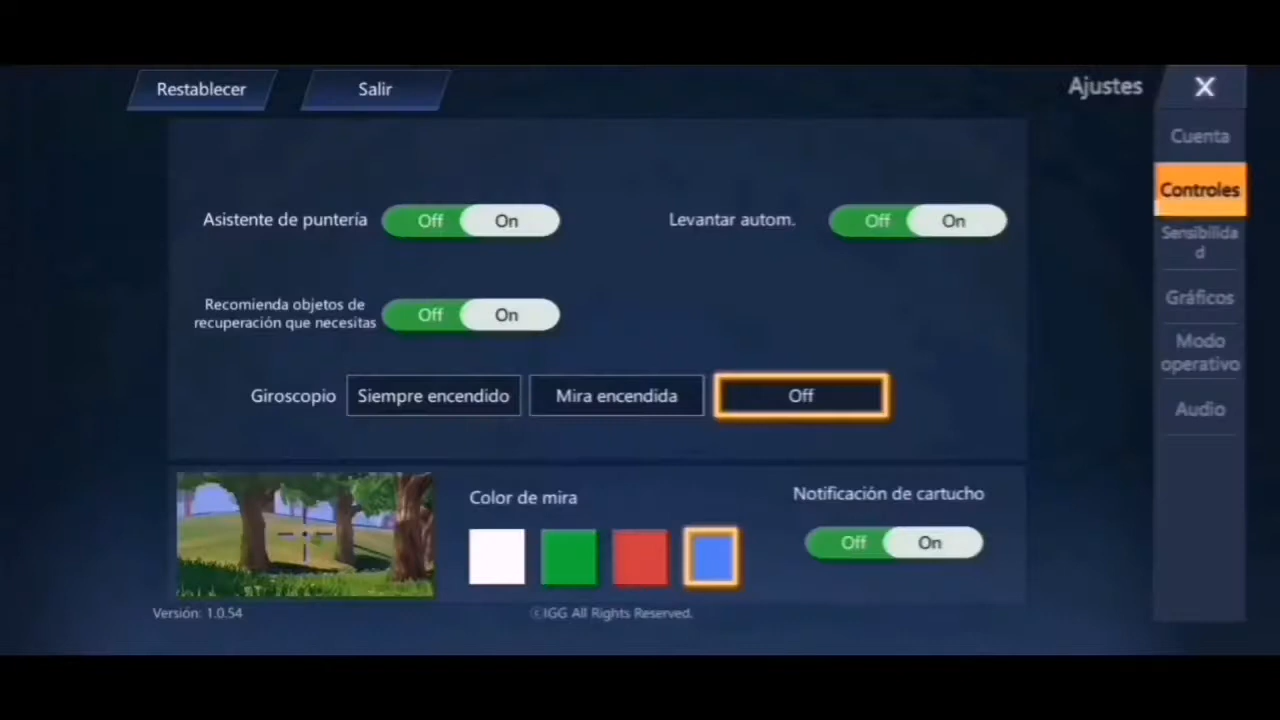 Restablecer
Salir
Ajustes
X
Cuenta
Controles
Sensibilida
d
Gráficos
Modo
operativo
Audio
Asistente de puntería
Off
On
Levantar autom.
Off
On
Recomienda objetos de
recuperación que necesitas
Off
On
Giroscopio
Siempre encendido
Mira encendida
Off
Color de mira
Notificación de cartucho
Off
On
Versión: 1.0.54
©IGG All Rights Reserved.